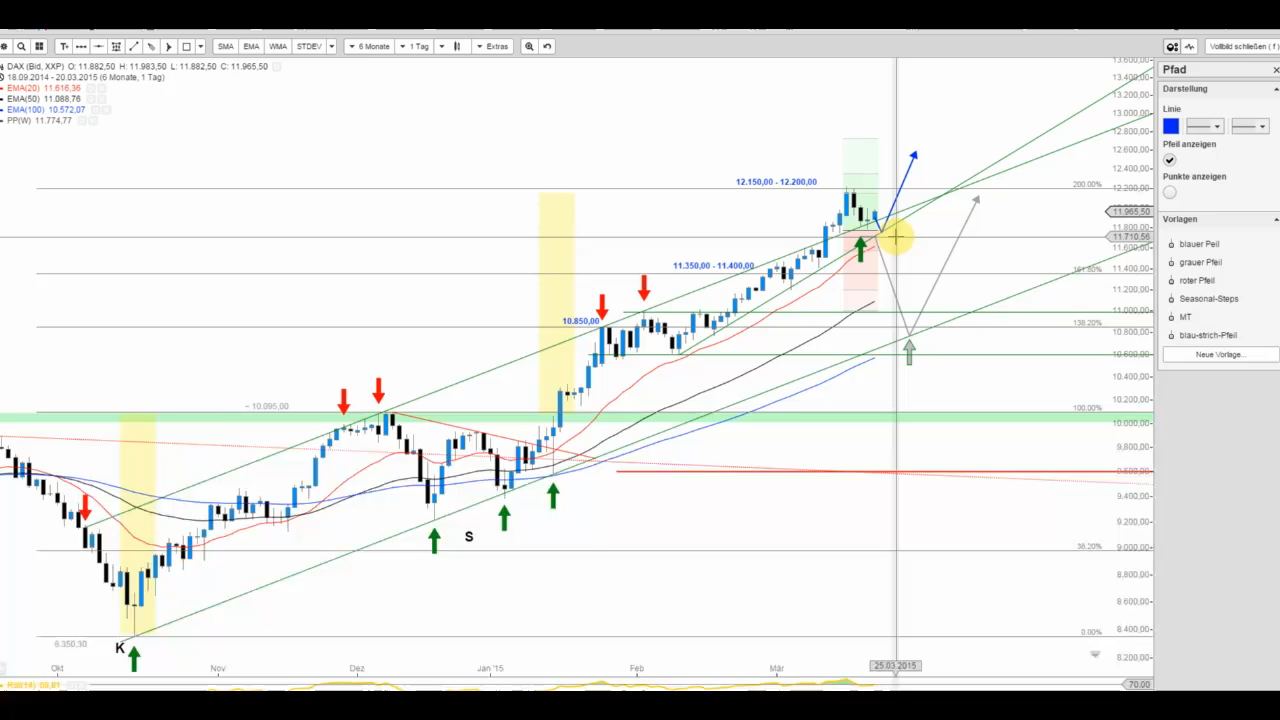 SMA EMA WMA STDEV 6 Monate 1 Tag Extras Vollbild schließen (
DAX (Bid, XXP) O: 11.882,50 H: 11.983,50 L: 11.882,50 C: 11.965,50
18.09.2014 - 20.03.2015 (6 Monate, 1 Tag)
EMA(20) 11.616,36
EMA(50) 11.088,76
EMA(100) 10.572,07
PP(W) 11.774,77
Pfad
Darstellung
Linie
Pfeil anzeigen
Punkte anzeigen
Vorlagen
blauer Peil
grauer Pfeil
roter Pfeil
Seasonal-Steps
MT
blau-strich-Pfeil
Neue Vorlage...
13.400,00
13.200,00
13.000,00
12.800,00
12.600,00
12.400,00
12.150,00 - 12.200,00
200.00%
12.200,00
11.965,50
11.800,00
11.710,56
11.600,00
11.350,00 - 11.400,00
11.400,00
11.200,00
11.000,00
10.850,00
138.20%
10.800,00
10.600,00
10.400,00
10.200,00
~ 10.095,00
100.00%
10.000,00
9.800,00
9.400,00
9.200,00
S
38.20%
9.000,00
8.800,00
8.600,00
8.400,00
0.00%
K
8.200,00
Okt Nov Dez Jan '15 Feb Mär 25.03.2015
70.00